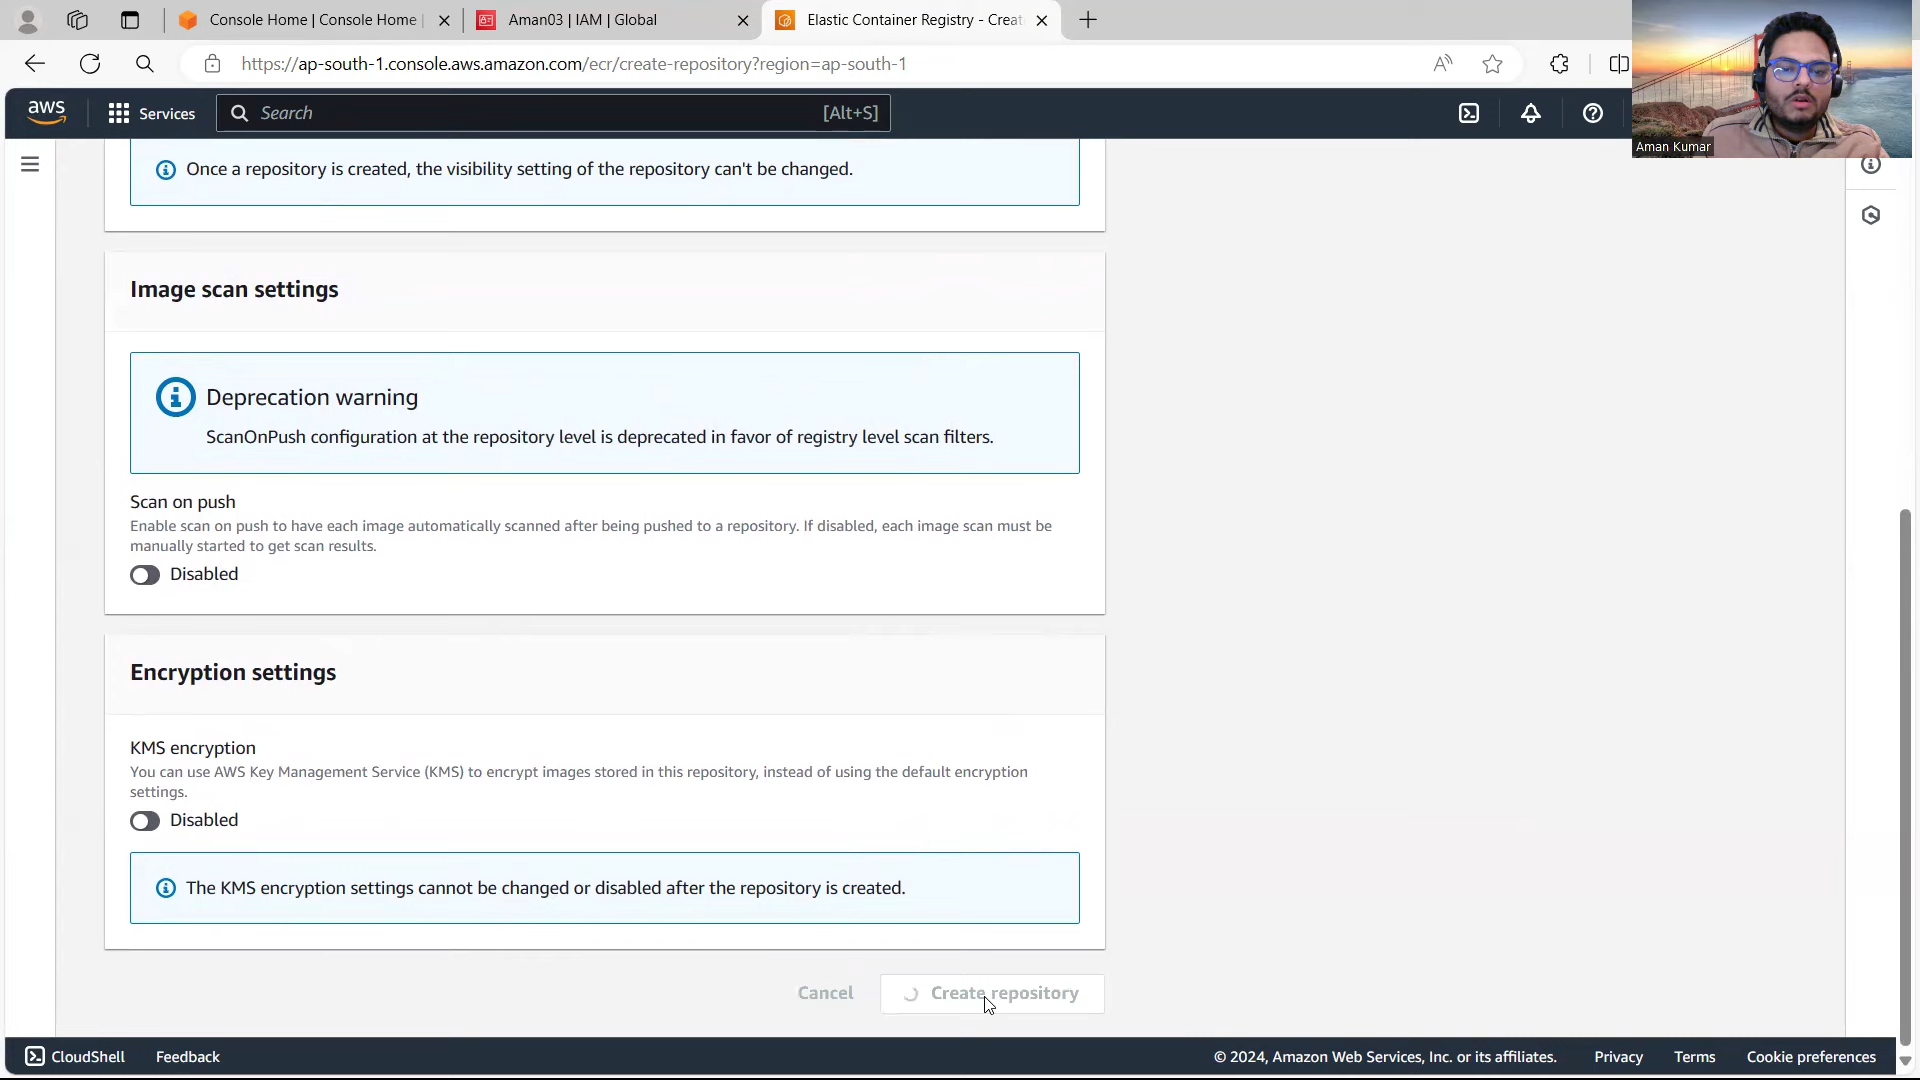 Console Home | Console Home
Aman03 | IAM | Global
Elastic Container Registry - Creat
https://ap-south-1.console.aws.amazon.com/ecr/create-repository?region=ap-south-1
aws
Services
Search
[Alt+S]
Aman Kumar
Once a repository is created, the visibility setting of the repository can't be changed.
Image scan settings
Deprecation warning
ScanOnPush configuration at the repository level is deprecated in favor of registry level scan filters.
Scan on push
Enable scan on push to have each image automatically scanned after being pushed to a repository. If disabled, each image scan must be
manually started to get scan results.
Disabled
Encryption settings
KMS encryption
You can use AWS Key Management Service (KMS) to encrypt images stored in this repository, instead of using the default encryption
settings.
Disabled
The KMS encryption settings cannot be changed or disabled after the repository is created.
Cancel
Create repository
CloudShell
Feedback
© 2024, Amazon Web Services, Inc. or its affiliates.
Privacy
Terms
Cookie preferences